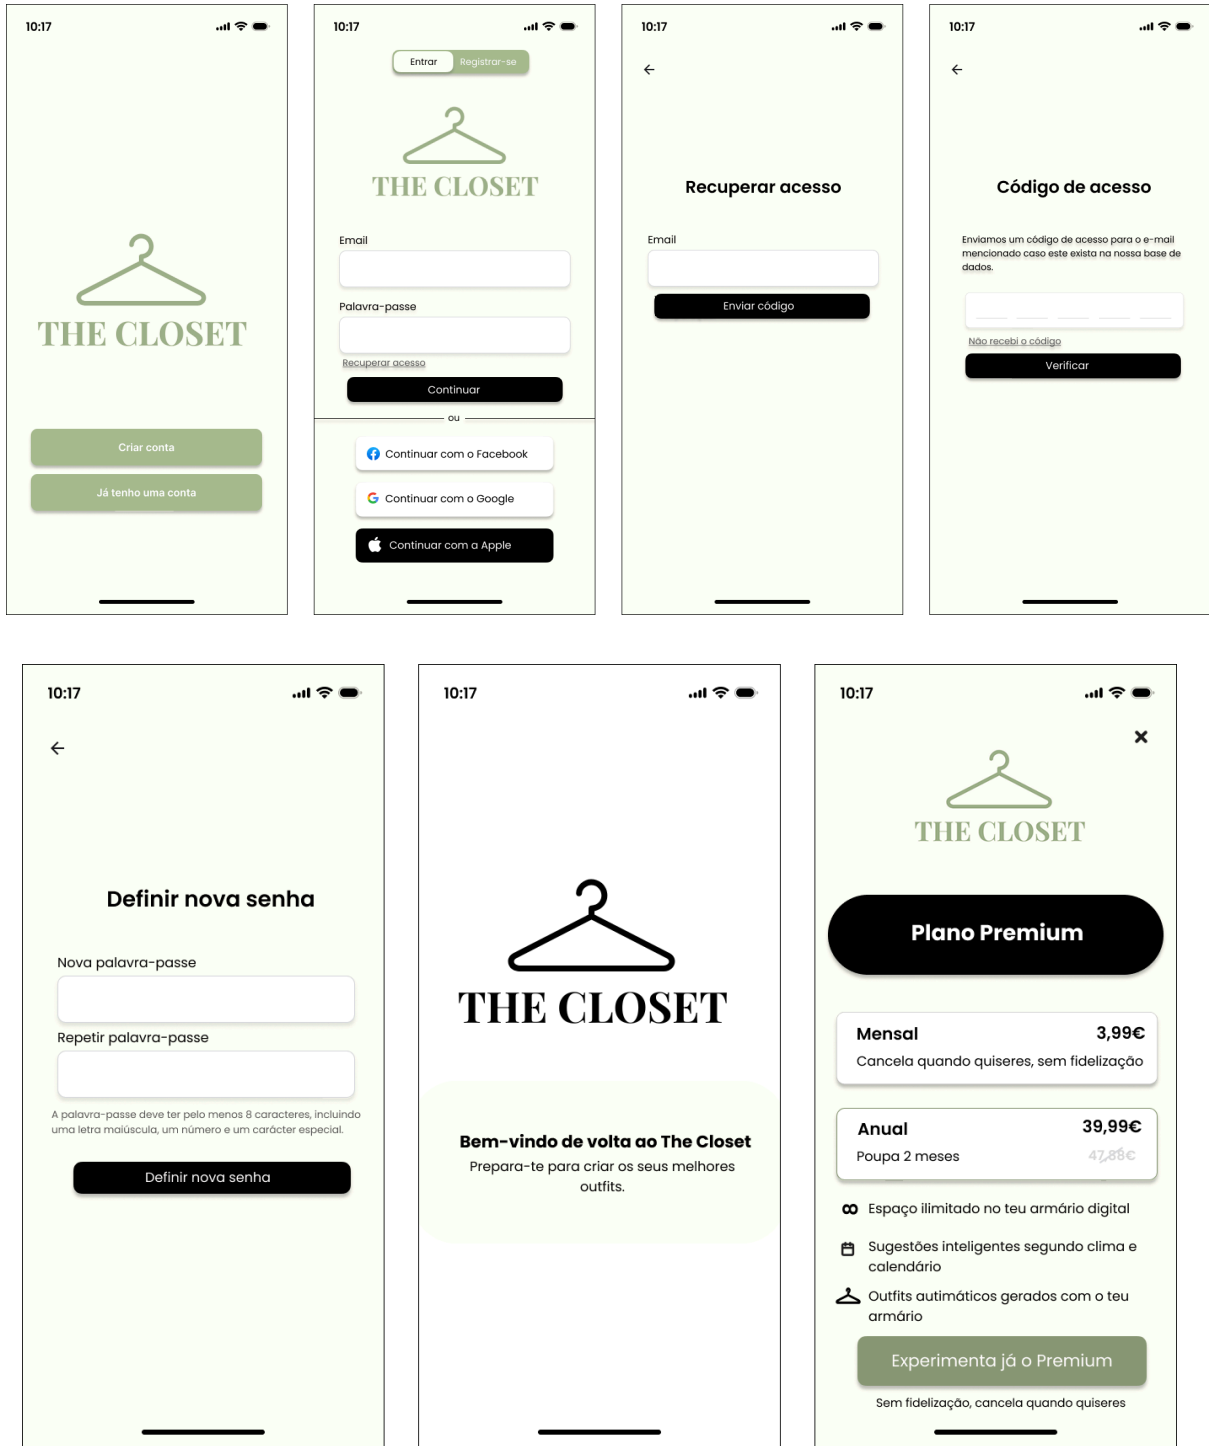 10:17
THE CLOSET
Criar conta
Já tenho uma conta
10:17
Entrar
Registrar-se
THE CLOSET
Email
Palavra-passe
Recuperar acesso
Continuar
ou
Continuar com o Facebook
Continuar com o Google
Continuar com a Apple
10:17
Recuperar acesso
Email
Enviar código
10:17
Código de acesso
Enviamos um código de acesso para o e-mail
mencionado caso este exista na nossa base de
dados.
Não recebi o código
Verificar
10:17
Definir nova senha
Nova palavra-passe
Repetir palavra-passe
A palavra-passe deve ter pelo menos 8 caracteres, incluindo
uma letra maiúscula, um número e um carácter especial.
Definir nova senha
10:17
THE CLOSET
Bem-vindo de volta ao The Closet
Prepara-te para criar os seus melhores
outfits.
10:17
THE CLOSET
Plano Premium
Mensal 3,99€
Cancela quando quiseres, sem fidelização
Anual 39,99€
Poupa 2 meses 47,88€
Espaço ilimitado no teu armário digital
Sugestões inteligentes segundo clima e
calendário
Outfits autimáticos gerados com o teu
armário
Experimenta já o Premium
Sem fidelização, cancela quando quiseres